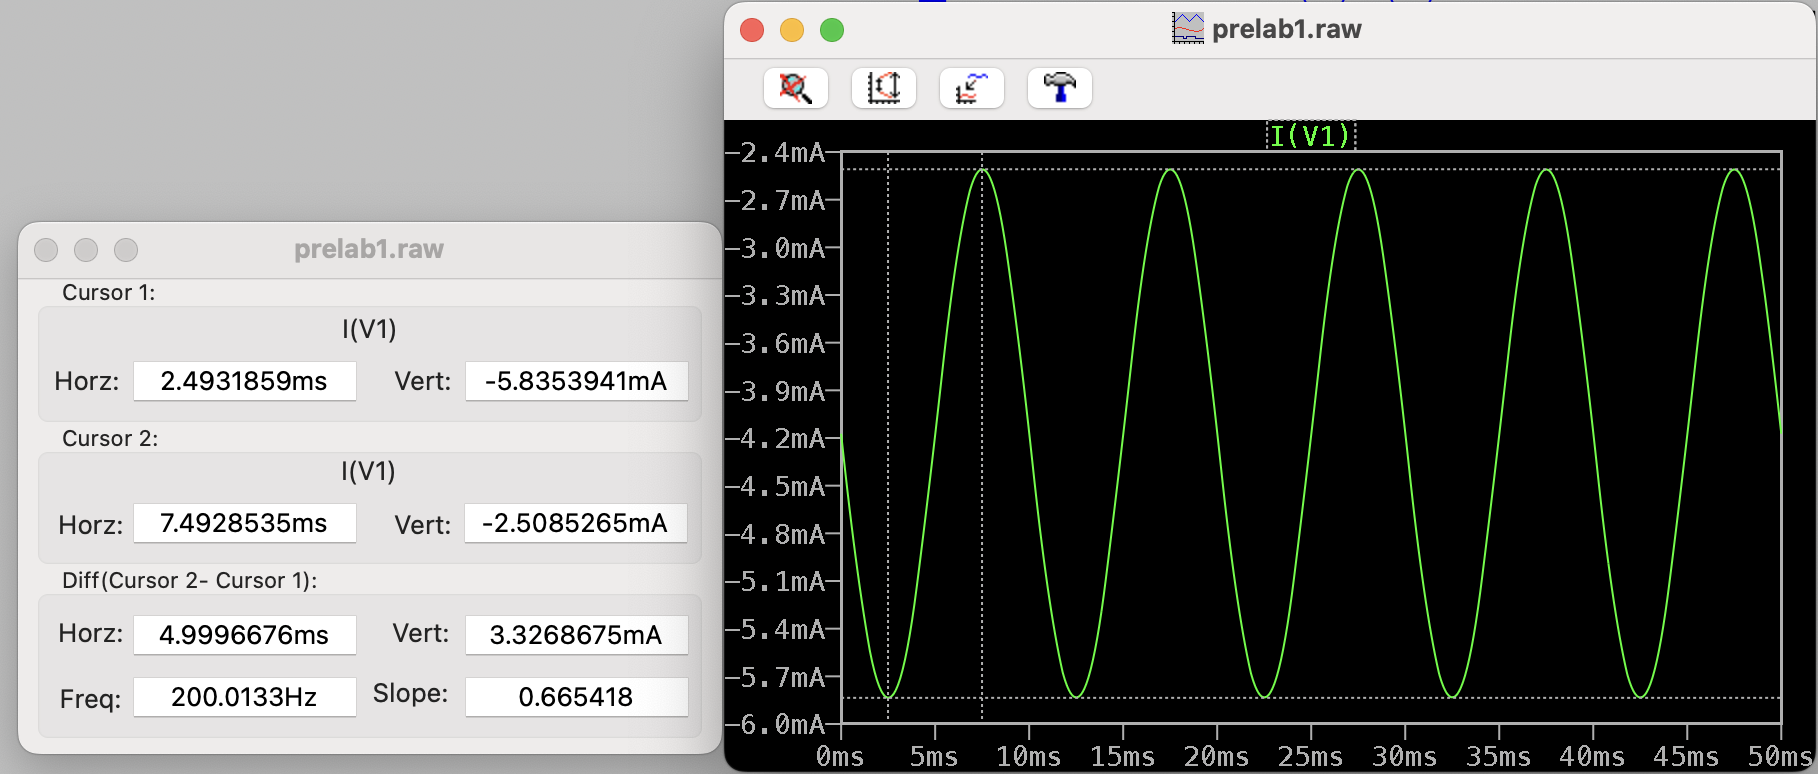 prelab1.raw
Cursor 1:
I(V1)
Horz: 2.4931859ms Vert: -5.8353941mA
Cursor 2:
I(V1)
Horz: 7.4928535ms Vert: -2.5085265mA
Diff(Cursor 2- Cursor 1):
Horz: 4.9996676ms Vert: 3.3268675mA
Freq: 200.0133Hz Slope: 0.665418
prelab1.raw
I(V1)
-2.4mA
-2.7mA
-3.0mA
-3.3mA
-3.6mA
-3.9mA
-4.2mA
-4.5mA
-4.8mA
-5.1mA
-5.4mA
-5.7mA
-6.0mA
0ms 5ms 10ms 15ms 20ms 25ms 30ms 35ms 40ms 45ms 50ms